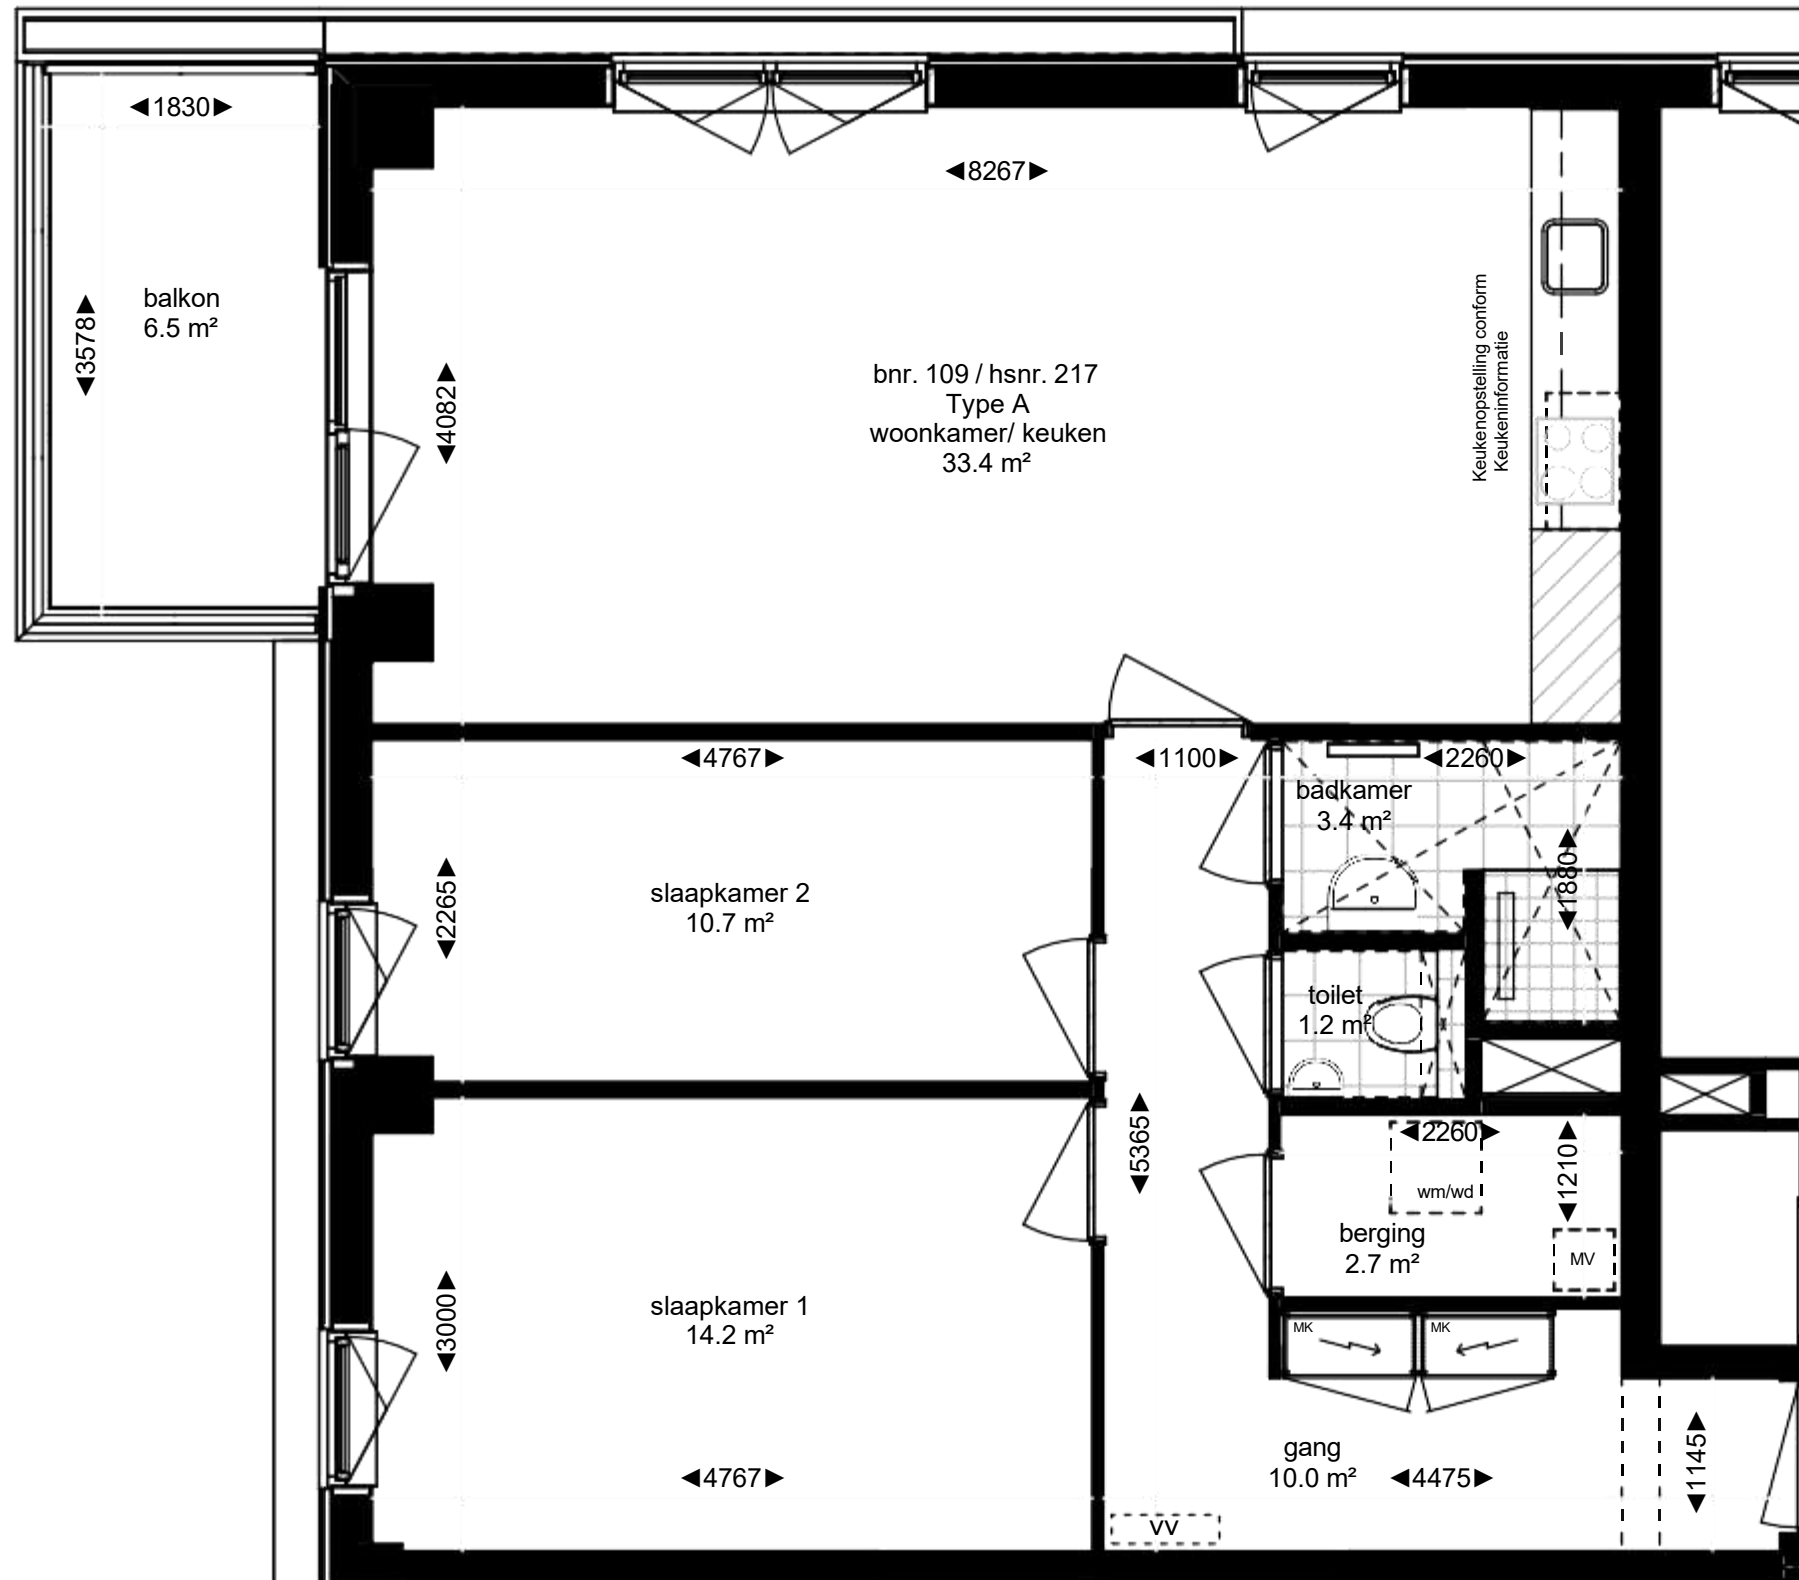 ◄1830►
◄8267►
balkon
6.5 m²
◄3578►
◄4082►
bnr. 109 / hsnr. 217
Type A
woonkamer/ keuken
33.4 m²
Keukenopstelling conform
Keukeninformatie
◄4767►
◄1100►
◄2260►
badkamer
3.4 m²
◄1880►
◄2265►
slaapkamer 2
10.7 m²
toilet
1.2 m²
◄5365►
◄2260►
◄1210►
wm/wd
berging
2.7 m²
MV
◄3000►
slaapkamer 1
14.2 m²
MK
MK
gang
10.0 m²
◄4475►
◄1145►
◄4767►
VV